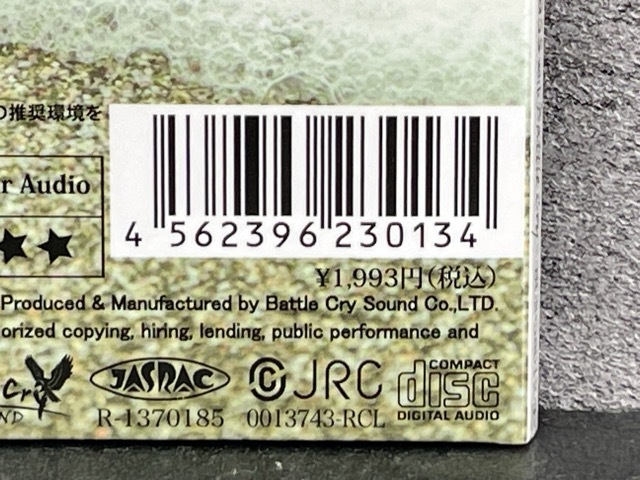 推奨環境を
r Audio
★★
4 562396 230134
¥1,993円(税込)
Produced & Manufactured by Battle Cry Sound Co.,LTD.
orized copying, hiring, lending, public performance and
JASRAC
R-1370185
JRC
0013743-RCL
COMPACT
disc
DIGITAL AUDIO